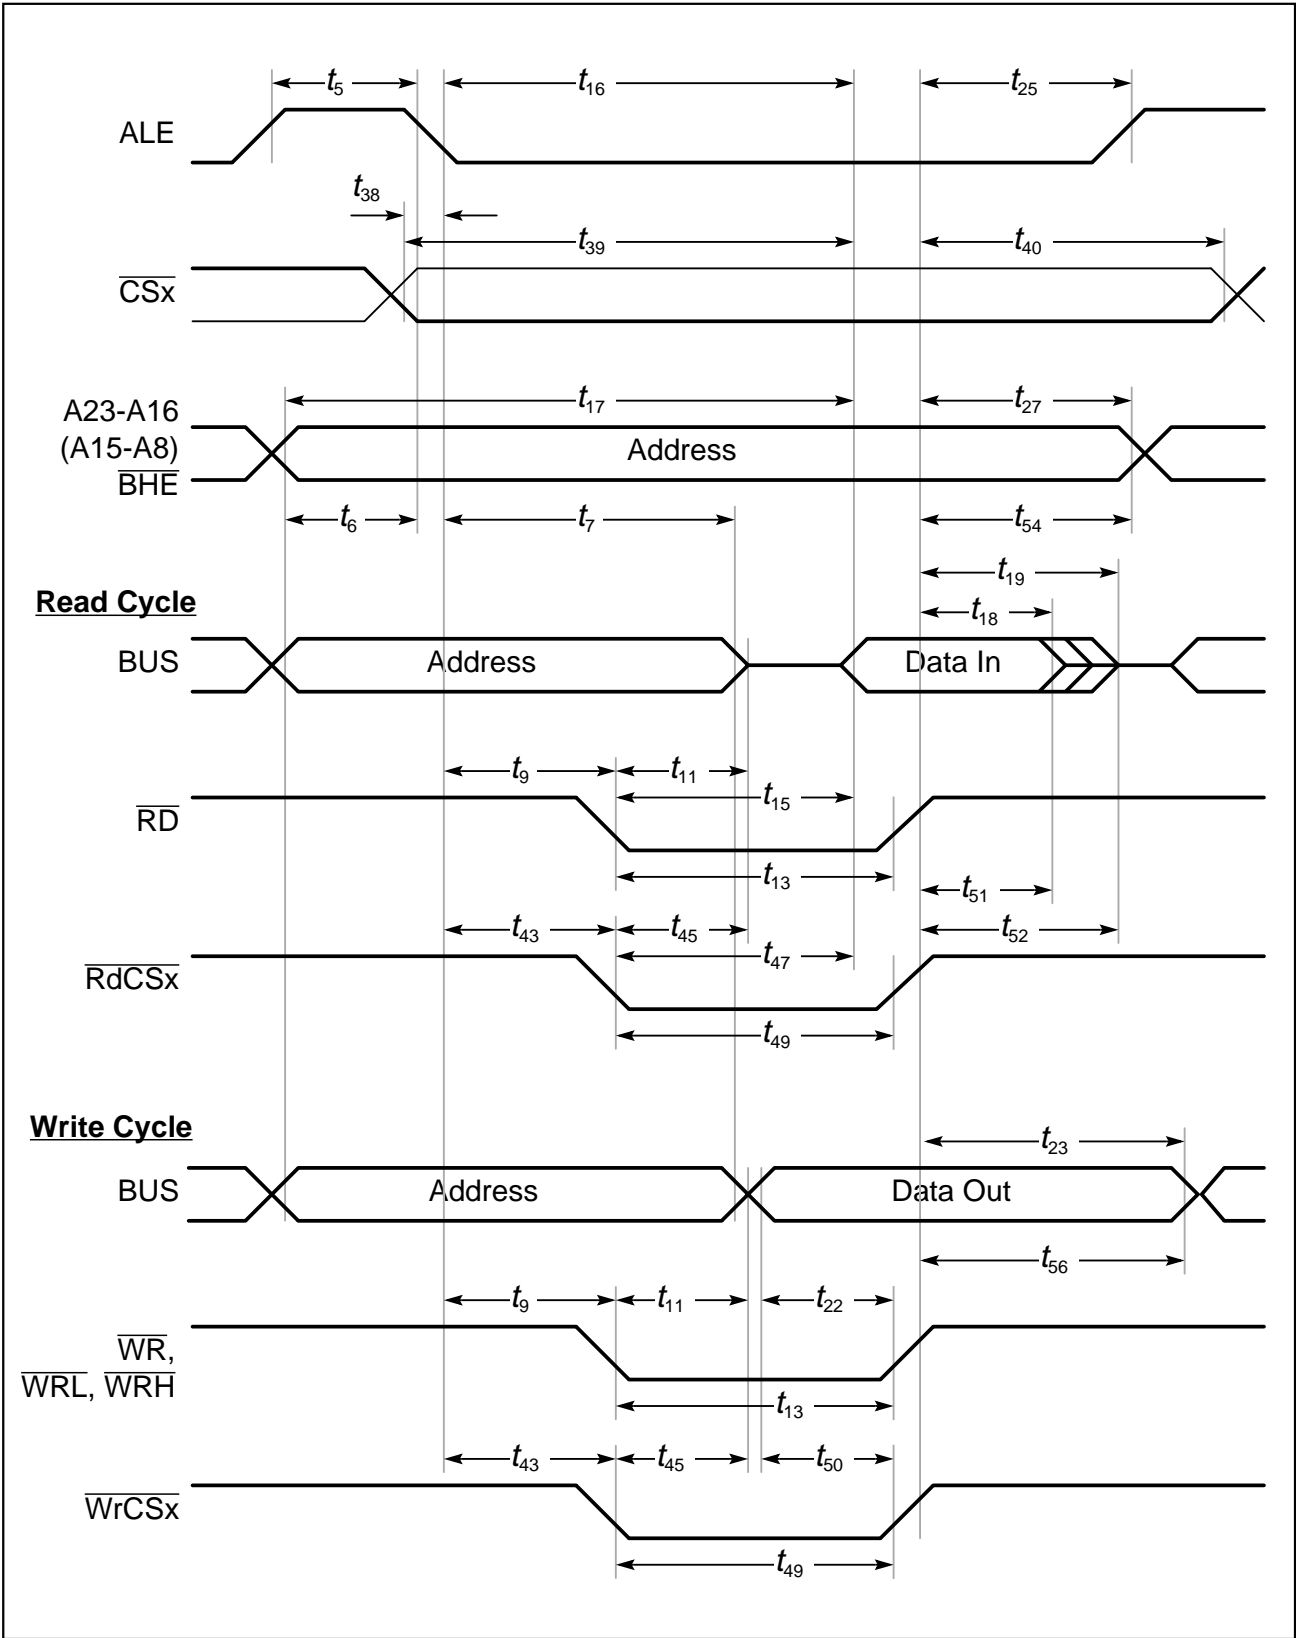 t5 t16 t25
ALE
t38
t39 t40
CSx
t17 t27
A23-A16
(A15-A8)
BHE
Address
t6 t7 t54
t19
Read Cycle
t18
BUS Address Data In
t9 t11
t15
RD
t13
t51
t43 t45 t52
t47
RdCSx
t49
Write Cycle
t23
BUS Address Data Out
t56
t9 t11 t22
WR,
WRL, WRH
t13
t43 t45 t50
WrCSx
t49